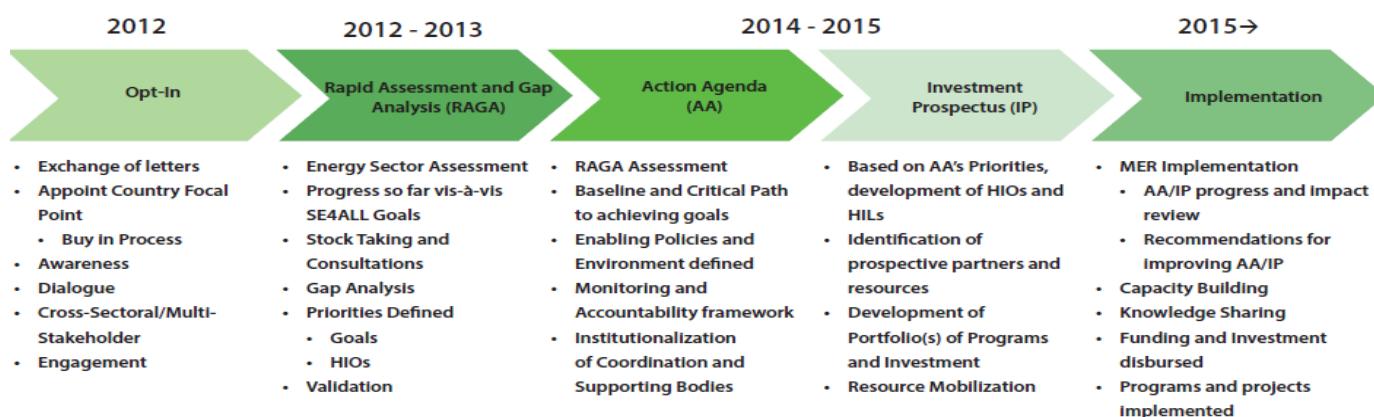 2012
2012 - 2013
2014 - 2015
2015→
Opt-In
Rapid Assessment and Gap
Analysis (RAGA)
Action Agenda
(AA)
Investment
Prospectus (IP)
Implementation
• Exchange of letters
• Appoint Country Focal
Point
• Buy in Process
• Awareness
• Dialogue
• Cross-Sectoral/Multi-
Stakeholder
• Engagement
• Energy Sector Assessment
• Progress so far vis-à-vis
SE4ALL Goals
• Stock Taking and
Consultations
• Gap Analysis
• Priorities Defined
• Goals
• HIOs
• Validation
• RAGA Assessment
• Baseline and Critical Path
to achieving goals
• Enabling Policies and
Environment defined
• Monitoring and
Accountability framework
• Institutionalization
of Coordination and
Supporting Bodies
• Based on AA's Priorities,
development of HIOs and
HILs
• Identification of
prospective partners and
resources
• Development of
Portfolio(s) of Programs
and Investment
• Resource Mobilization
• MER Implementation
• AA/IP progress and impact
review
• Recommendations for
improving AA/IP
• Capacity Building
• Knowledge Sharing
• Funding and Investment
disbursed
• Programs and projects
implemented